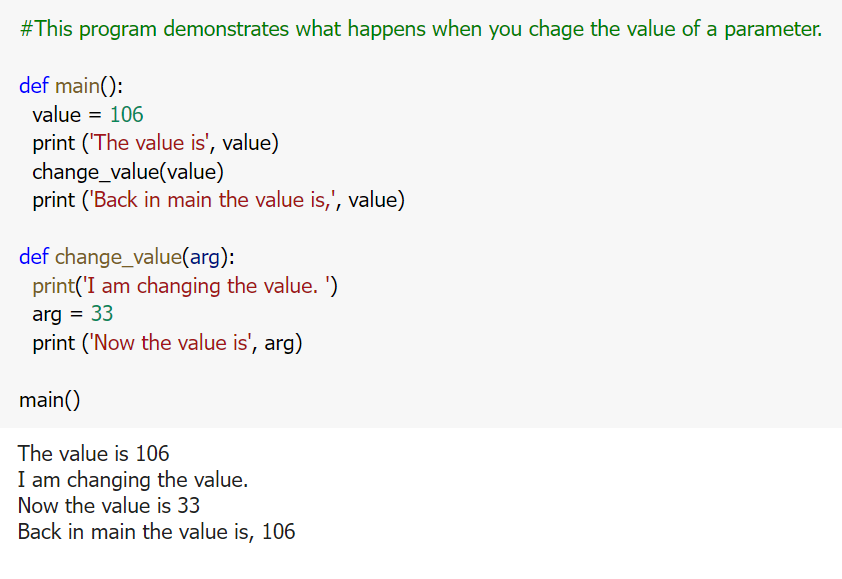 #This program demonstrates what happens when you chage the value of a parameter.
def main():
value = 106
print ('The value is', value)
change_value(value)
print ('Back in main the value is,', value)
def change_value(arg):
print('I am changing the value. ')
arg = 33
print ('Now the value is', arg)
main()
The value is 106
I am changing the value.
Now the value is 33
Back in main the value is, 106